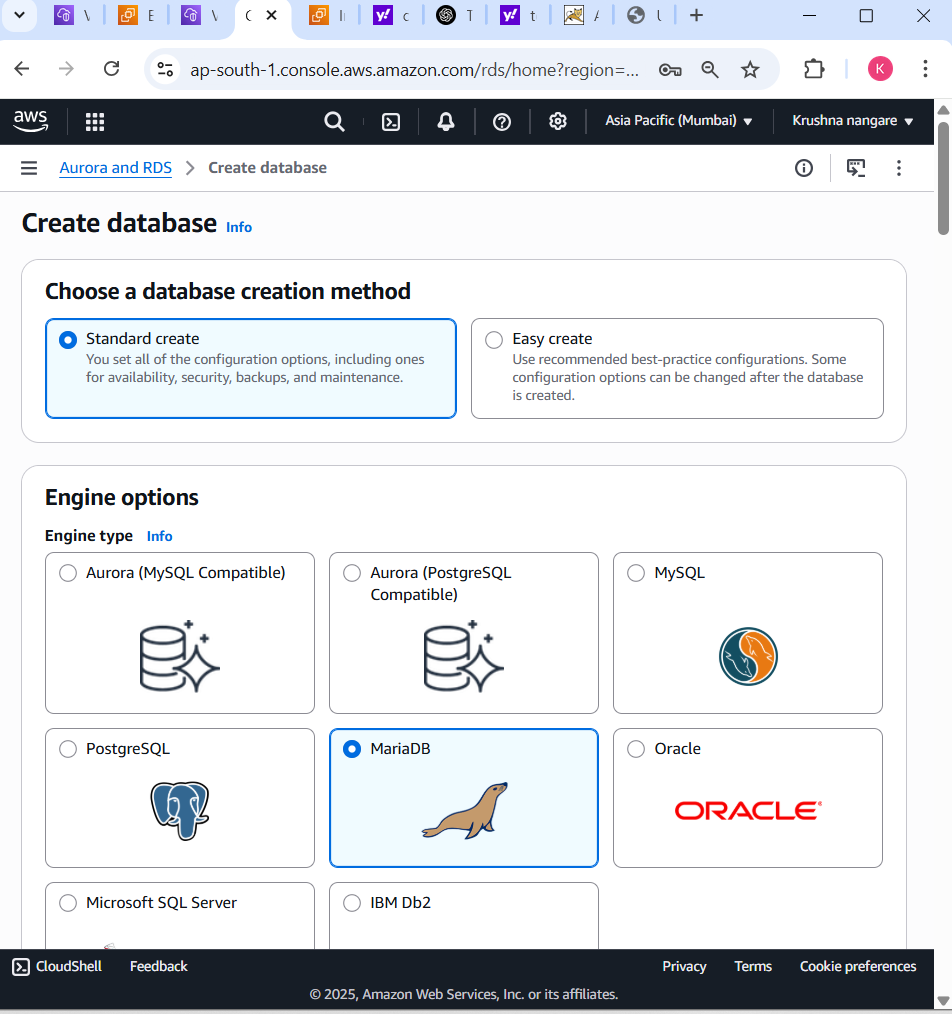 ap-south-1.console.aws.amazon.com/rds/home?region=...
K
aws
Asia Pacific (Mumbai)
Krushna nangare
Aurora and RDS
Create database
Create database
Info
Choose a database creation method
Standard create
You set all of the configuration options, including ones
for availability, security, backups, and maintenance.
Easy create
Use recommended best-practice configurations. Some
configuration options can be changed after the database
is created.
Engine options
Engine type Info
Aurora (MySQL Compatible)
Aurora (PostgreSQL
Compatible)
MySQL
PostgreSQL
MariaDB
Oracle
ORACLE
Microsoft SQL Server
IBM Db2
CloudShell
Feedback
Privacy
Terms
Cookie preferences
© 2025, Amazon Web Services, Inc. or its affiliates.